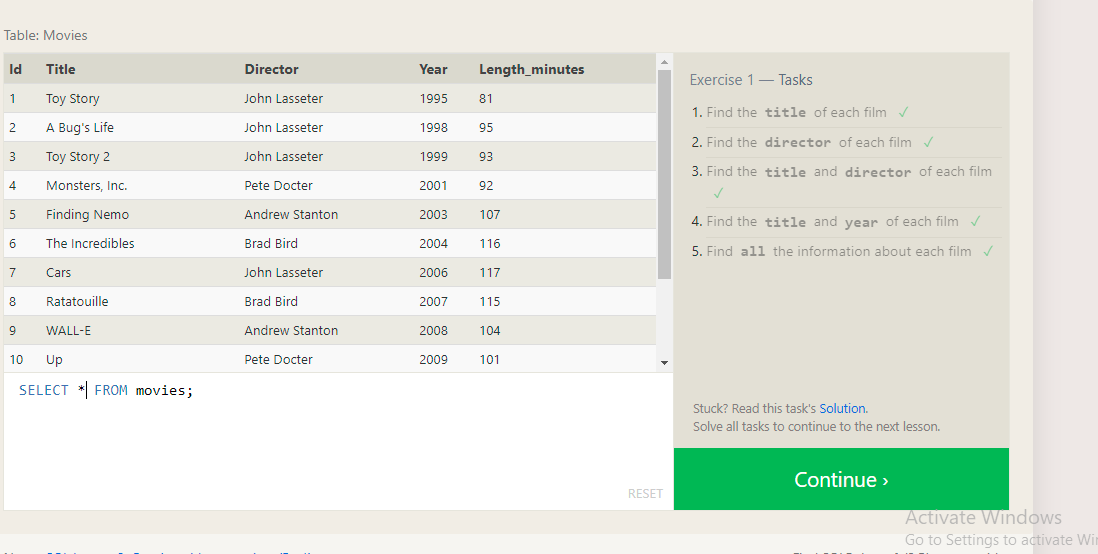 Table: Movies
Id Title Director Year Length_minutes
1 Toy Story John Lasseter 1995 81
2 A Bug's Life John Lasseter 1998 95
3 Toy Story 2 John Lasseter 1999 93
4 Monsters, Inc. Pete Docter 2001 92
5 Finding Nemo Andrew Stanton 2003 107
6 The Incredibles Brad Bird 2004 116
7 Cars John Lasseter 2006 117
8 Ratatouille Brad Bird 2007 115
9 WALL-E Andrew Stanton 2008 104
10 Up Pete Docter 2009 101
SELECT * FROM movies;
RESET
Exercise 1 — Tasks
1. Find the title of each film ✓
2. Find the director of each film ✓
3. Find the title and director of each film
✓
4. Find the title and year of each film ✓
5. Find all the information about each film ✓
Stuck? Read this task's Solution.
Solve all tasks to continue to the next lesson.
Continue ›
Activate Windows
Go to Settings to activate Wi